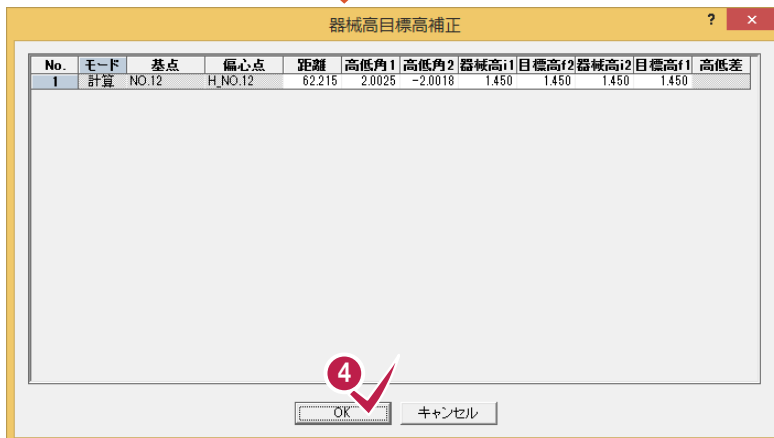 器械高目標高補正 ? ×
No. モード 基点 偏心点 距離 高低角1 高低角2 器械高i1 目標高f2 器械高i2 目標高f1 高低差
1 計算 NO.12 H_NO.12 62.215 2.0025 -2.0018 1.450 1.450 1.450 1.450
4
OK キャンセル